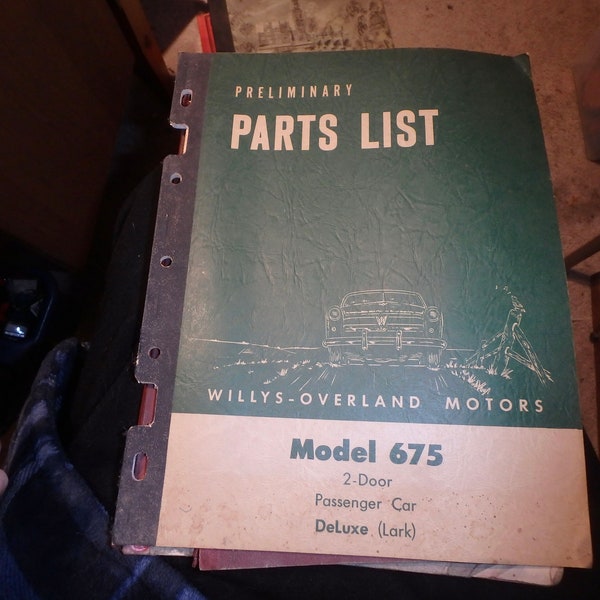 PRELIMINARY
PARTS LIST
W
WILLYS-OVERLAND MOTORS
Model 675
2-Door
Passenger Car
DeLuxe (Lark)